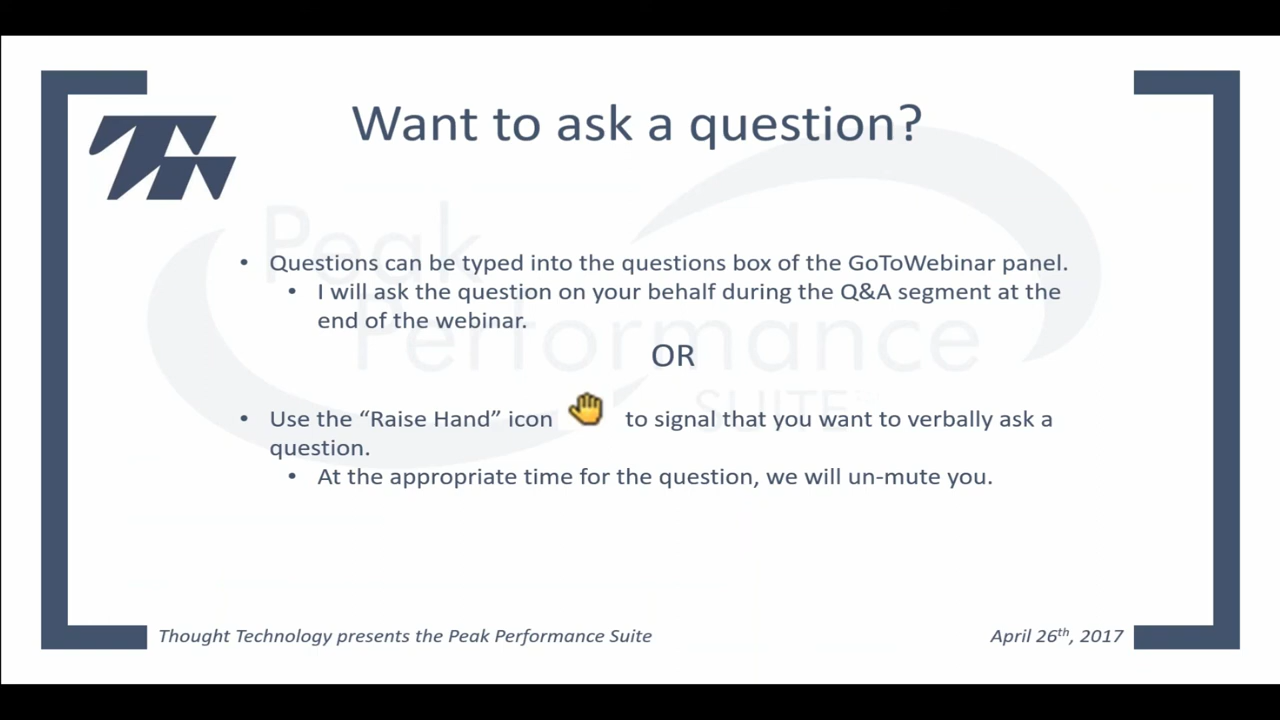 Want to ask a question?
• Questions can be typed into the questions box of the GoToWebinar panel.
• I will ask the question on your behalf during the Q&A segment at the
end of the webinar.
OR
• Use the “Raise Hand” icon to signal that you want to verbally ask a
question.
• At the appropriate time for the question, we will un-mute you.
Peak
Performance
SUITE
Thought Technology presents the Peak Performance Suite
April 26th, 2017